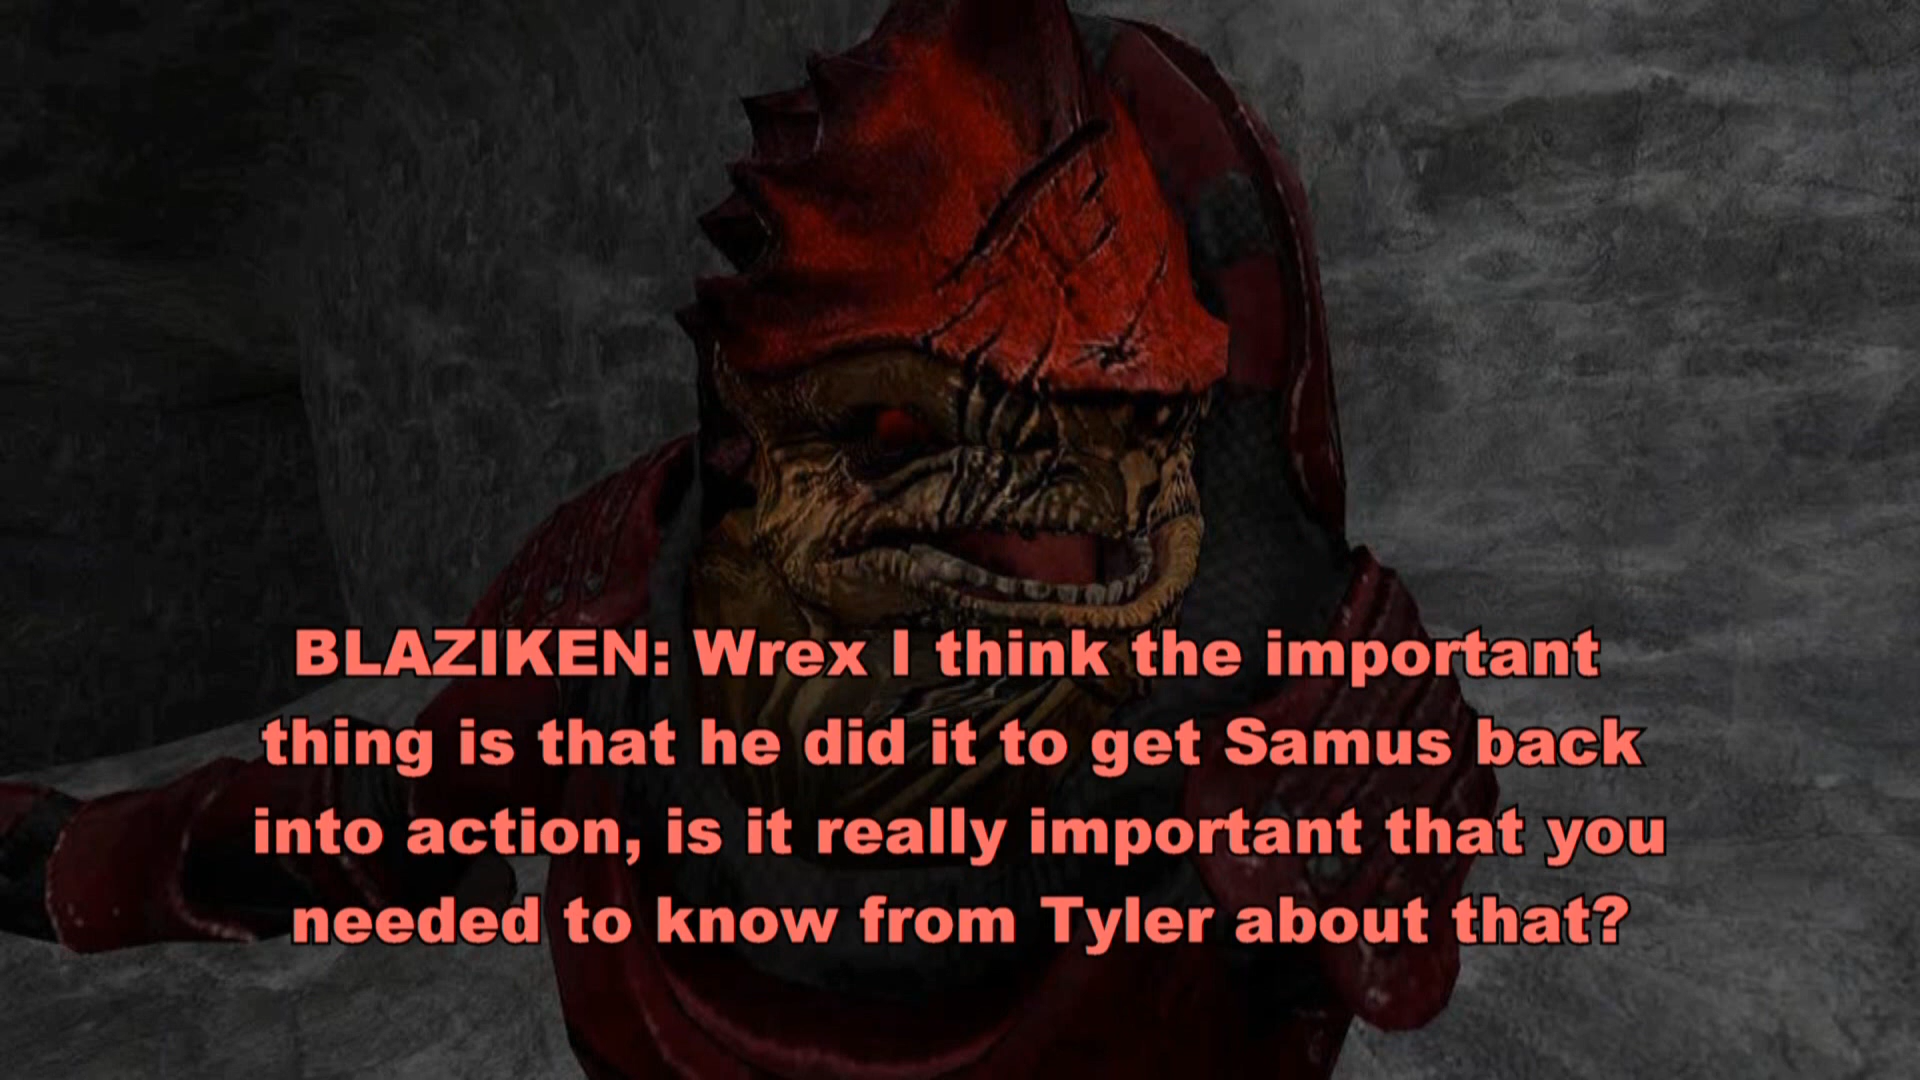 BLAZIKEN: Wrex I think the important
thing is that he did it to get Samus back
into action, is it really important that you
needed to know from Tyler about that?